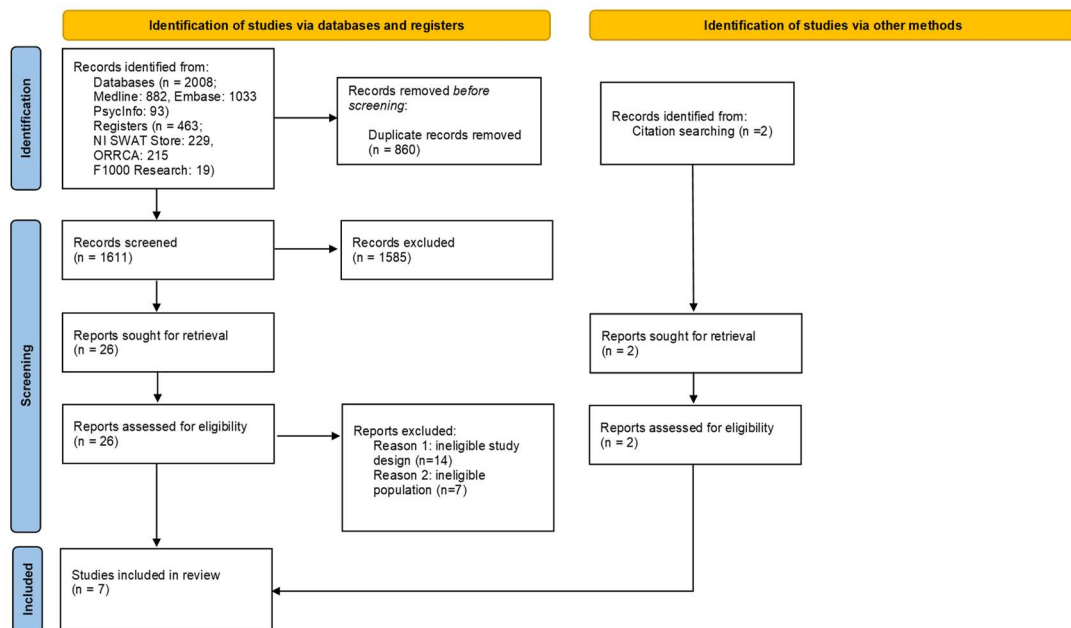 Identification of studies via databases and registers
Identification of studies via other methods
Identification
Records identified from:
Databases (n = 2008;
Medline: 882, Embase: 1033
PsycInfo: 93)
Registers (n = 463;
NI SWAT Store: 229,
ORRCA: 215
F1000 Research: 19)
Records removed before
screening:
Duplicate records removed
(n = 860)
Records identified from:
Citation searching (n =2)
Screening
Records screened
(n = 1611)
Records excluded
(n = 1585)
Reports sought for retrieval
(n = 26)
Reports sought for retrieval
(n = 2)
Reports assessed for eligibility
(n = 26)
Reports excluded:
Reason 1: ineligible study
design (n=14)
Reason 2: ineligible
population (n=7)
Reports assessed for eligibility
(n = 2)
Included
Studies included in review
(n = 7)